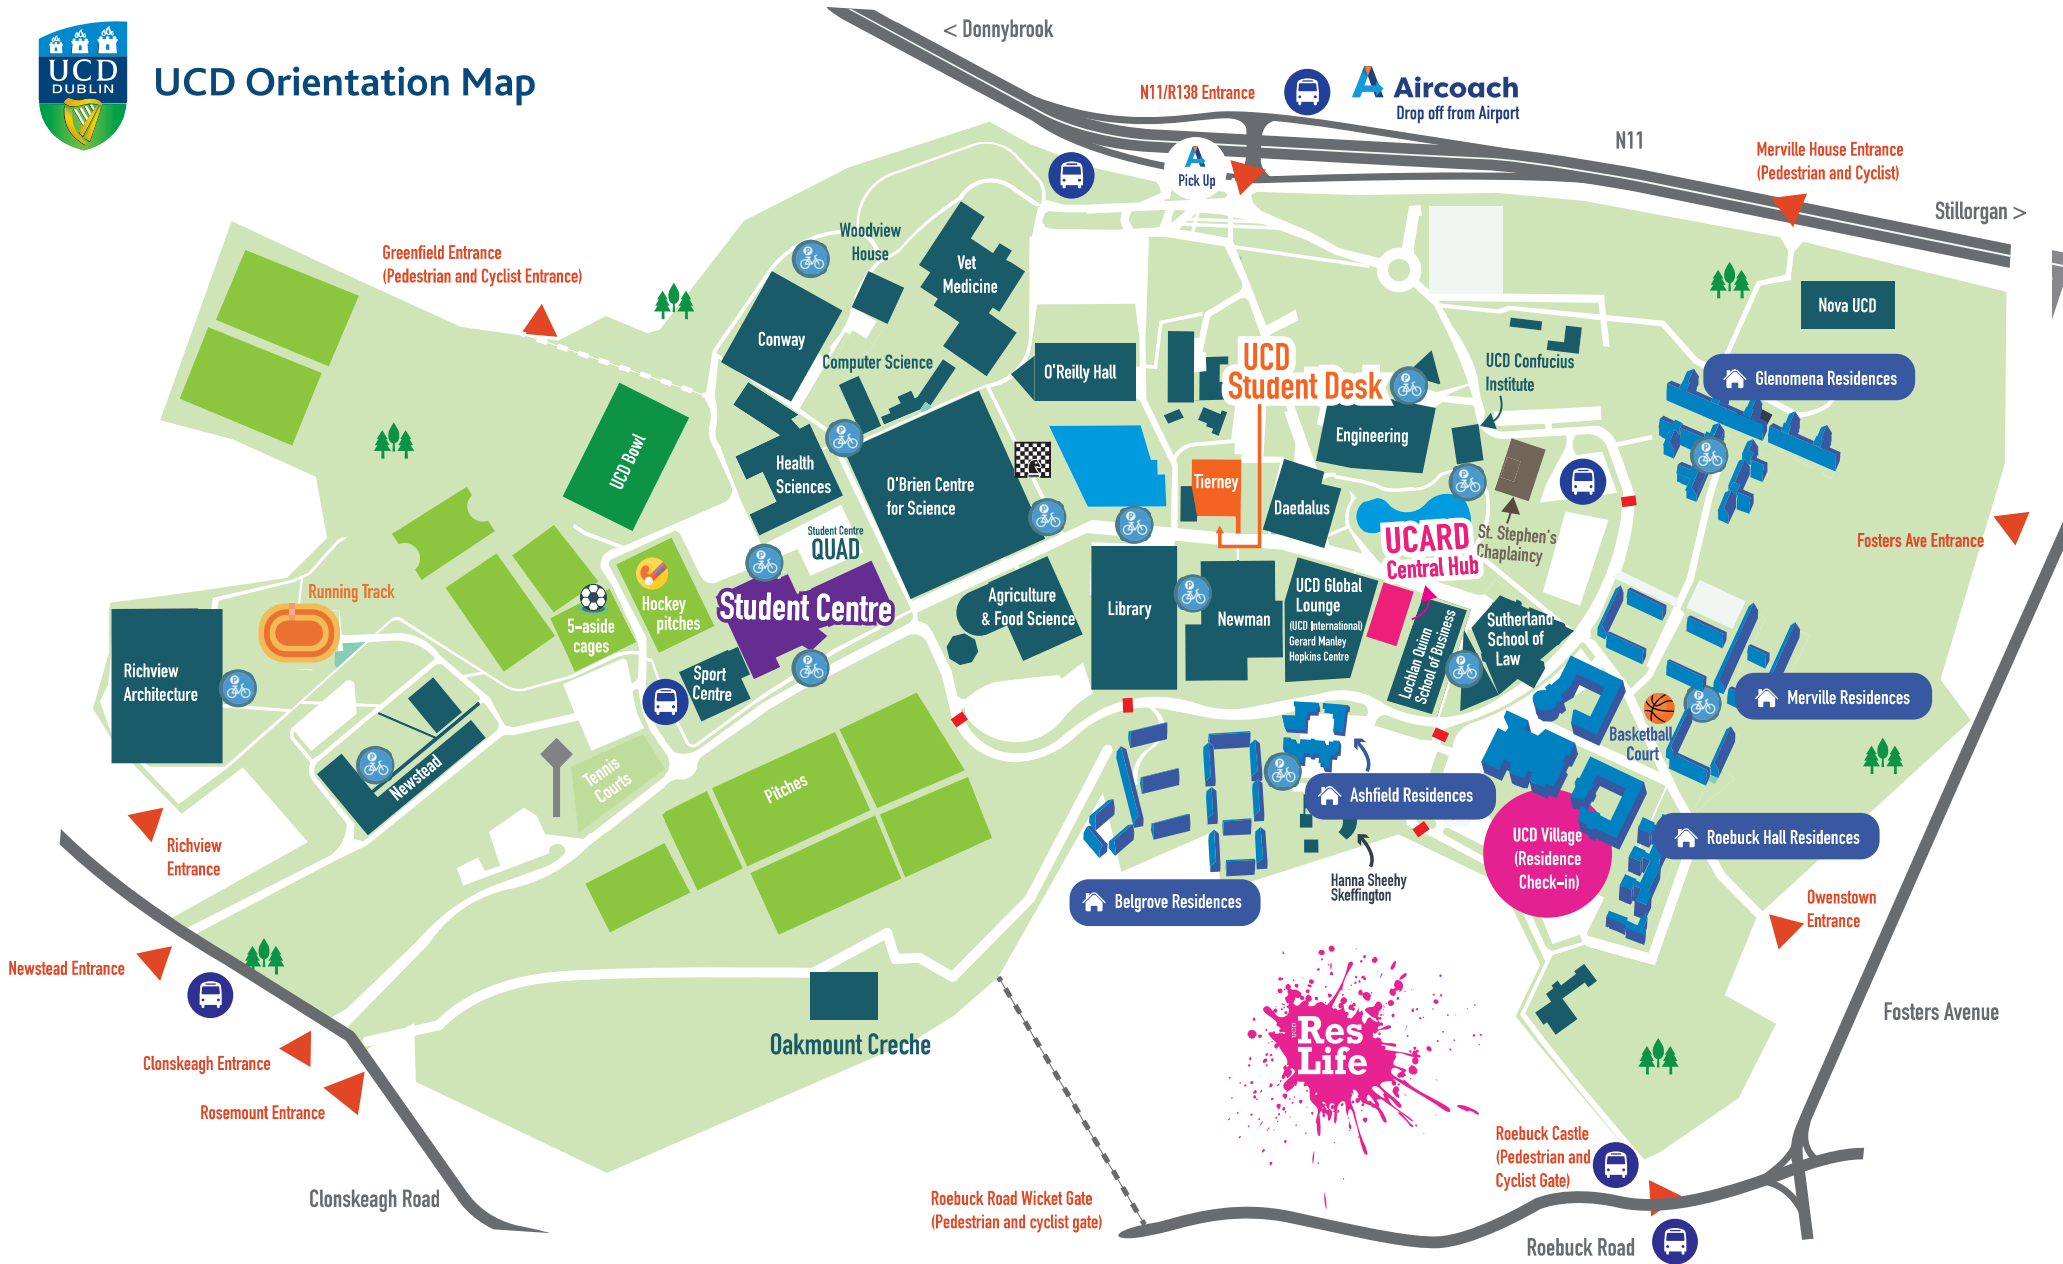 UCD
DUBLIN
UCD Orientation Map
< Donnybrook
N11/R138 Entrance
Aircoach
Drop off from Airport
N11
Merville House Entrance
(Pedestrian and Cyclist)
Stillorgan >
Pick Up
Greenfield Entrance
(Pedestrian and Cyclist Entrance)
Woodview
House
Vet
Medicine
Conway
Computer Science
O'Reilly Hall
UCD
Student Desk
UCD Confucius
Institute
Nova UCD
Glenomena Residences
UCD Bowl
Health
Sciences
O'Brien Centre
for Science
Engineering
Tierney
Daedalus
Student Centre
QUAD
UCARD
Central Hub
St. Stephen's
Chaplaincy
Fosters Ave Entrance
Running Track
Hockey
pitches
5-aside
cages
Student Centre
Agriculture
& Food Science
Library
Newman
UCD Global
Lounge
(UCD International)
Gerard Manley
Hopkins Centre
Lochlan Quinn
School of Business
Sutherland
School of
Law
Richview
Architecture
Sport
Centre
Merville Residences
Basketball
Court
Newstead
Tennis
Courts
Pitches
Ashfield Residences
UCD Village
(Residence
Check-in)
Roebuck Hall Residences
Richview
Entrance
Belgrove Residences
Hanna Sheehy
Skeffington
Owenstown
Entrance
Newstead Entrance
Oakmount Creche
UCD
Res
Life
Fosters Avenue
Clonskeagh Entrance
Rosemount Entrance
Clonskeagh Road
Roebuck Road Wicket Gate
(Pedestrian and cyclist gate)
Roebuck Castle
(Pedestrian and
Cyclist Gate)
Roebuck Road